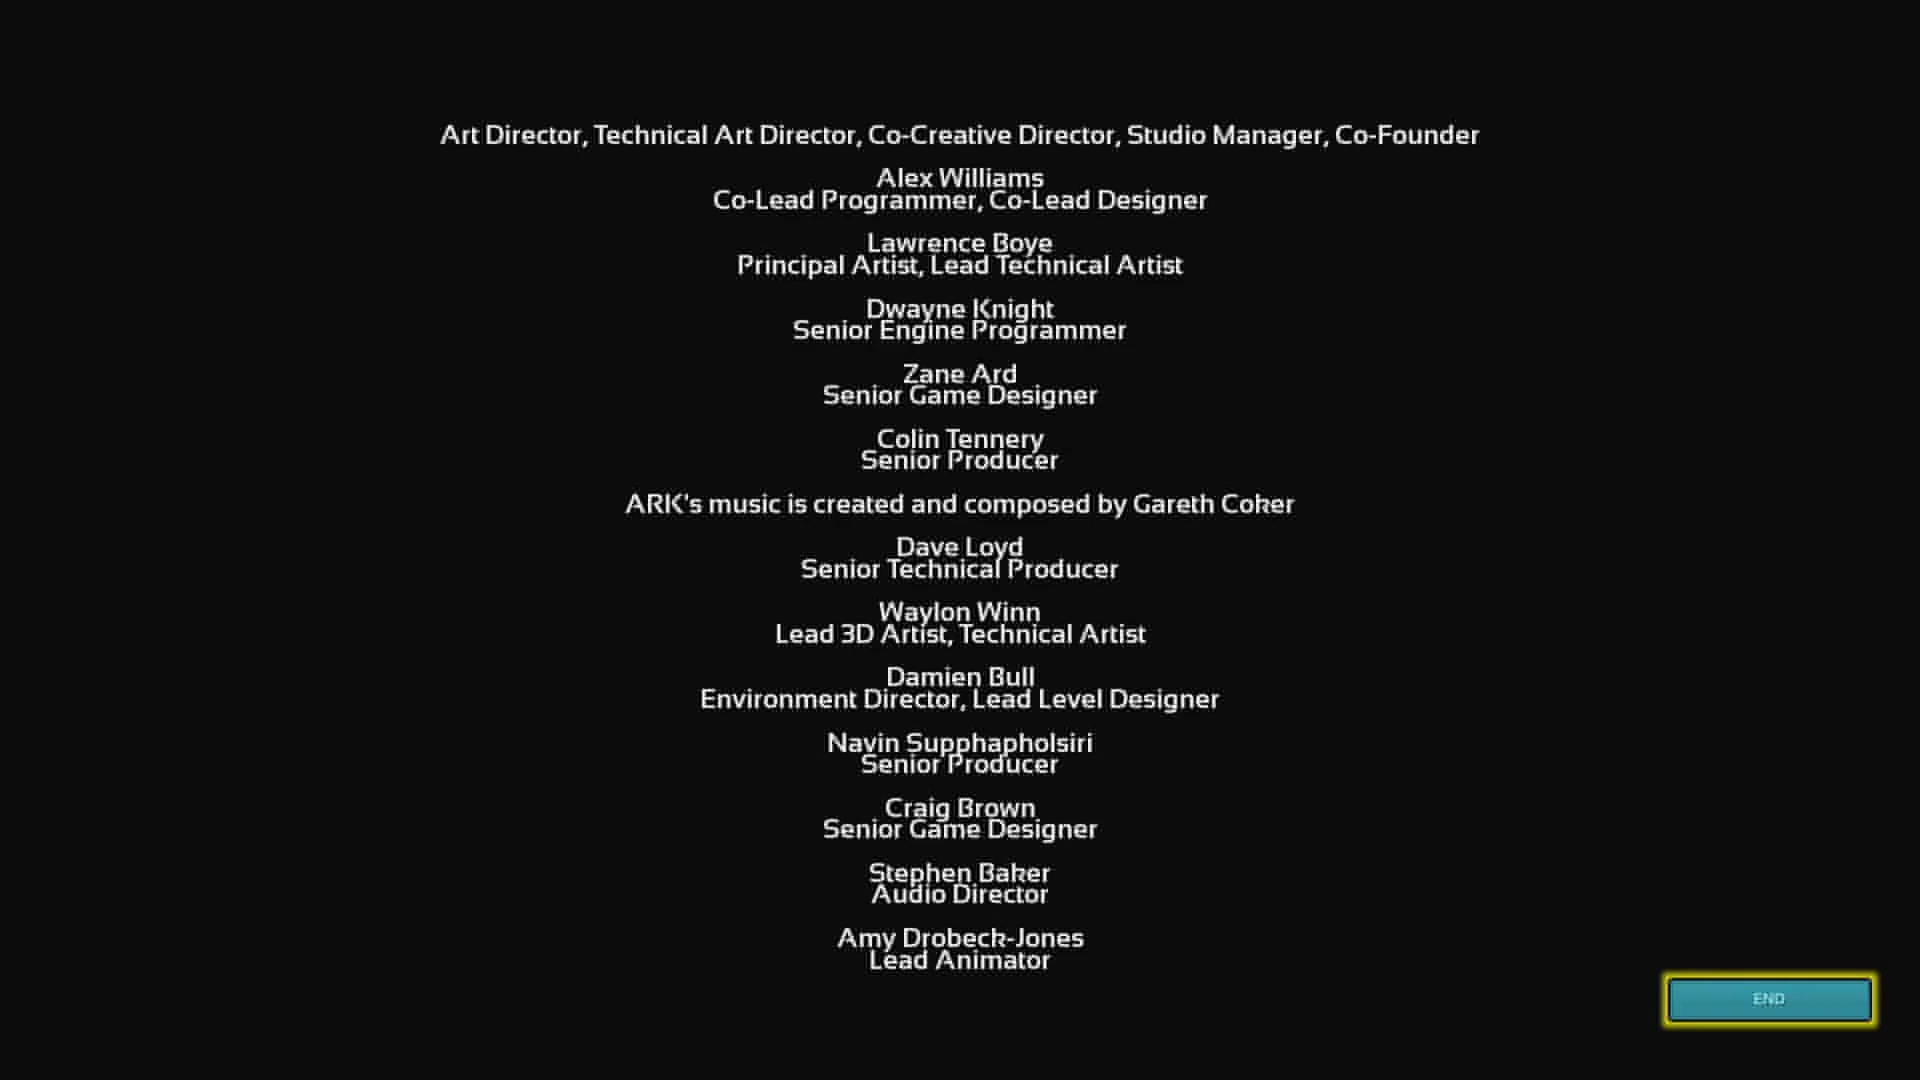 Art Director, Technical Art Director, Co-Creative Director, Studio Manager, Co-Founder
Alex Williams
Co-Lead Programmer, Co-Lead Designer
Lawrence Boye
Principal Artist, Lead Technical Artist
Dwayne Knight
Senior Engine Programmer
Zane Ard
Senior Game Designer
Colin Tennery
Senior Producer
ARK's music is created and composed by Gareth Coker
Dave Loyd
Senior Technical Producer
Waylon Winn
Lead 3D Artist, Technical Artist
Damien Bull
Environment Director, Lead Level Designer
Navin Supphapholsiri
Senior Producer
Craig Brown
Senior Game Designer
Stephen Baker
Audio Director
Amy Drobeck-Jones
Lead Animator
END